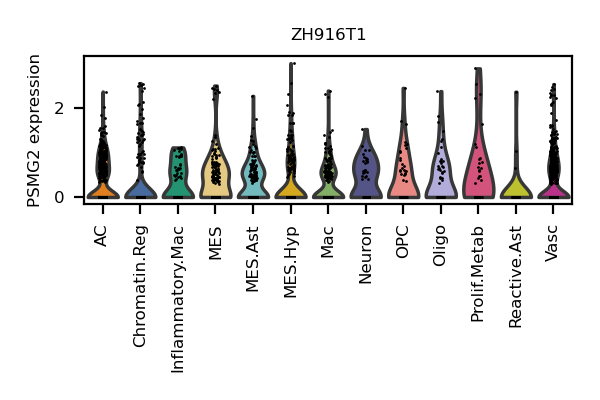 ZH916T1
PSMG2 expression
2
0
AC
Chromatin.Reg
Inflammatory.Mac
MES
MES.Ast
MES.Hyp
Mac
Neuron
OPC
Oligo
Prolif.Metab
Reactive.Ast
Vasc